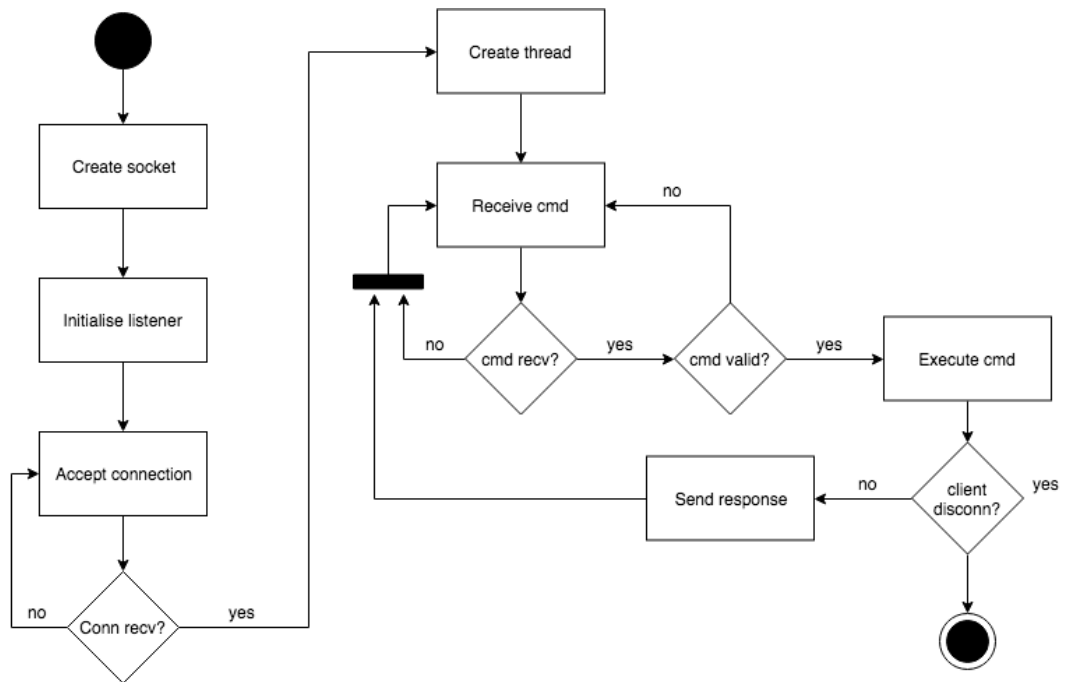 Create socket
Initialise listener
Accept connection
no
Conn recv?
yes
Create thread
Receive cmd
no
no
cmd recv?
yes
cmd valid?
yes
Execute cmd
Send response
no
client
disconn?
yes